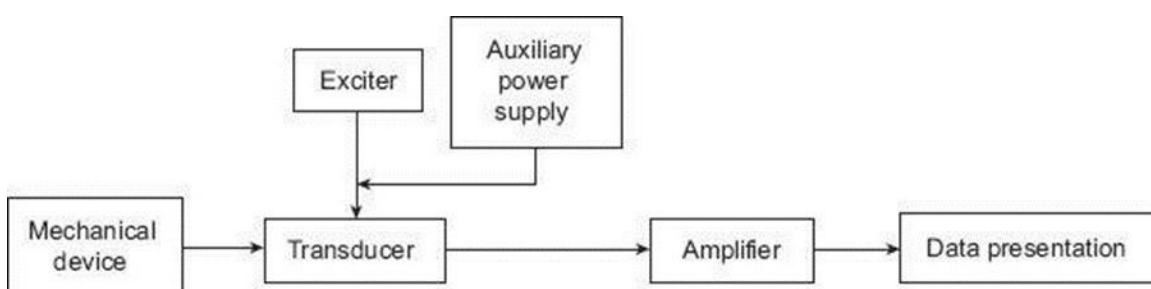 Exciter
Auxiliary
power
supply
Mechanical
device
Transducer
Amplifier
Data presentation